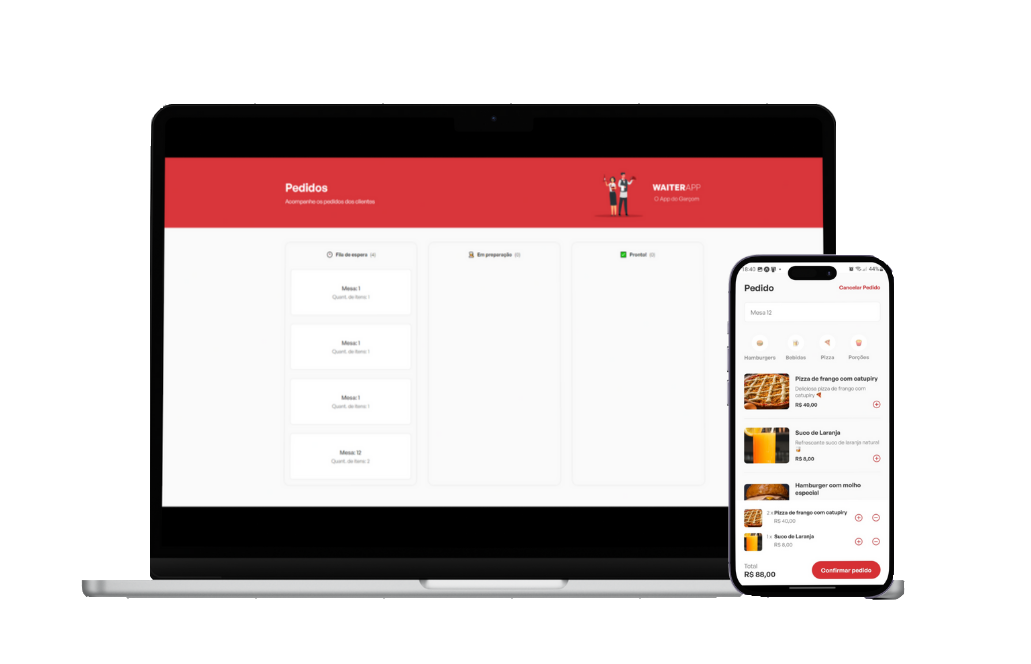 Pedidos
Acompanhe os pedidos dos clientes
WAITERAPP
O App do Garçom
Fila de espera (4)
Mesa: 1
Quant. de itens: 1
Mesa: 1
Quant. de itens: 1
Mesa: 1
Quant. de itens: 1
Mesa: 12
Quant. de itens: 2
Em preparação (0)
Pronto! (0)
18:40
44%
Pedido
Cancelar Pedido
Mesa 12
Hamburgers
Bebidas
Pizza
Porções
Pizza de frango com catupiry
Deliciosa pizza de frango com
catupiry
R$ 40,00
Suco de Laranja
Refrescante suco de laranja natural
R$ 8,00
Hamburger com molho
especial
2 x Pizza de frango com catupiry
R$ 40,00
1 x Suco de Laranja
R$ 8,00
Total
R$ 88,00
Confirmar pedido